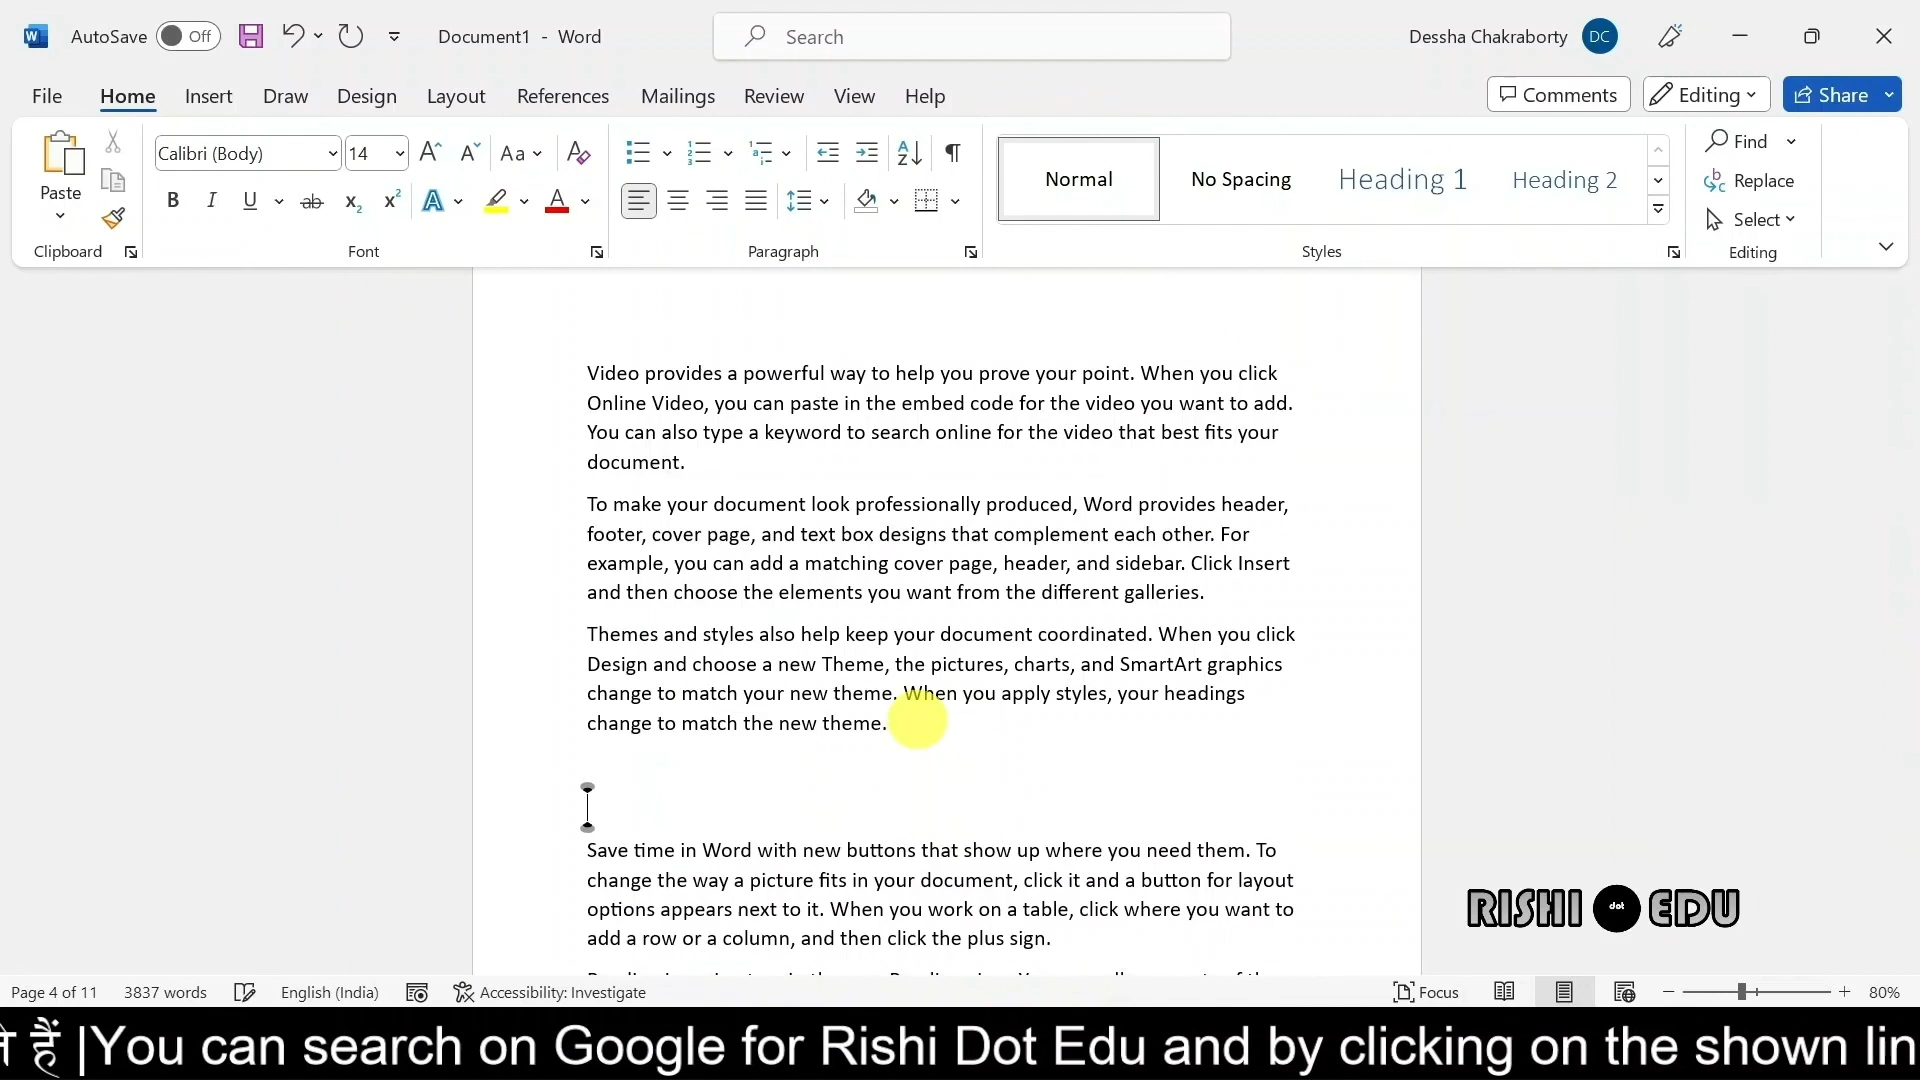 AutoSave Off Document1 - Word Search Dessha Chakraborty DC
File Home Insert Draw Design Layout References Mailings Review View Help Comments Editing Share
Paste
Calibri (Body) 14
Normal No Spacing Heading 1 Heading 2
Find
Replace
Select
Clipboard Font Paragraph Styles Editing
Video provides a powerful way to help you prove your point. When you click
Online Video, you can paste in the embed code for the video you want to add.
You can also type a keyword to search online for the video that best fits your
document.
To make your document look professionally produced, Word provides header,
footer, cover page, and text box designs that complement each other. For
example, you can add a matching cover page, header, and sidebar. Click Insert
and then choose the elements you want from the different galleries.
Themes and styles also help keep your document coordinated. When you click
Design and choose a new Theme, the pictures, charts, and SmartArt graphics
change to match your new theme. When you apply styles, your headings
change to match the new theme.
Save time in Word with new buttons that show up where you need them. To
change the way a picture fits in your document, click it and a button for layout
options appears next to it. When you work on a table, click where you want to
add a row or a column, and then click the plus sign.
RISHI dot EDU
Page 4 of 11 3837 words English (India) Accessibility: Investigate Focus 80%
हैं |You can search on Google for Rishi Dot Edu and by clicking on the shown lin